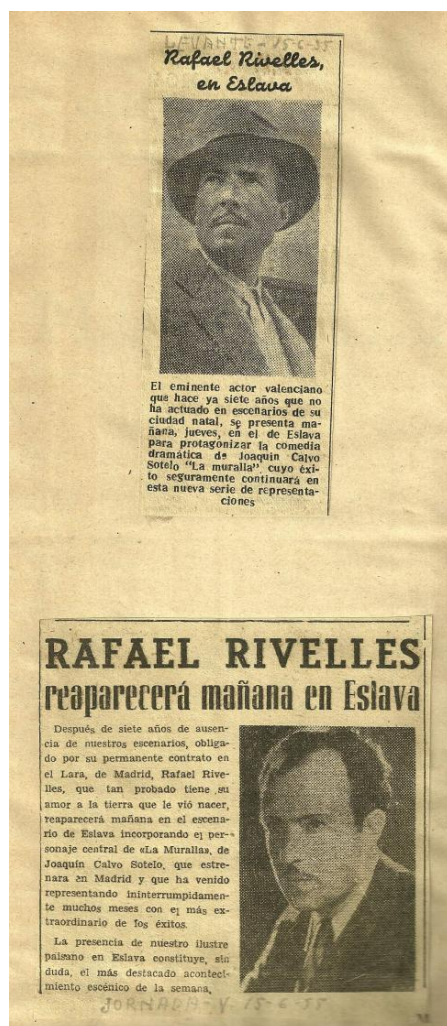 LEVANTE - 15-6-55
Rafael Rivelles,
en Eslava
El eminente actor valenciano
que hace ya siete años que no
ha actuado en escenarios de su
ciudad natal, se presenta ma-
ñana, jueves, en el de Eslava
para protagonizar la comedia
dramática de Joaquín Calvo
Sotelo "La muralla", cuyo éxi-
to seguramente continuará en
esta nueva serie de representa-
ciones
RAFAEL RIVELLES
reaparecerá mañana en Eslava
Después de siete años de ausen-
cia de nuestros escenarios, obliga-
do por su permanente contrato en
el Lara, de Madrid, Rafael Rive-
lles, que tan probado tiene su
amor a la tierra que le vió nacer,
reaparecerá mañana en el escena-
rio de Eslava incorporando el per-
sonaje central de «La Muralla», de
Joaquín Calvo Sotelo, que estre-
nara en Madrid y que ha venido
representando ininterrumpidamen-
te muchos meses con el más ex-
traordinario de los éxitos.
La presencia de nuestro ilustre
paisano en Eslava constituye, sin
duda, el más destacado aconteci-
miento escénico de la semana.
JORNADA - V - 15-6-55